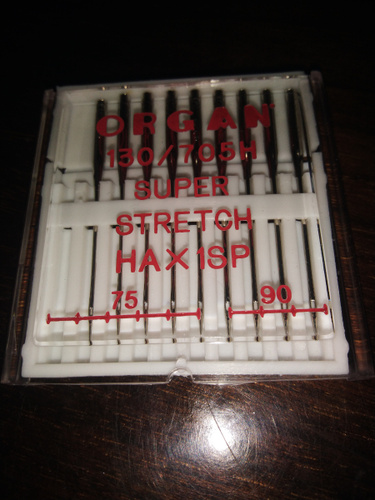 ORGAN
130/705H
SUPER
STRETCH
HAX1SP
75 90